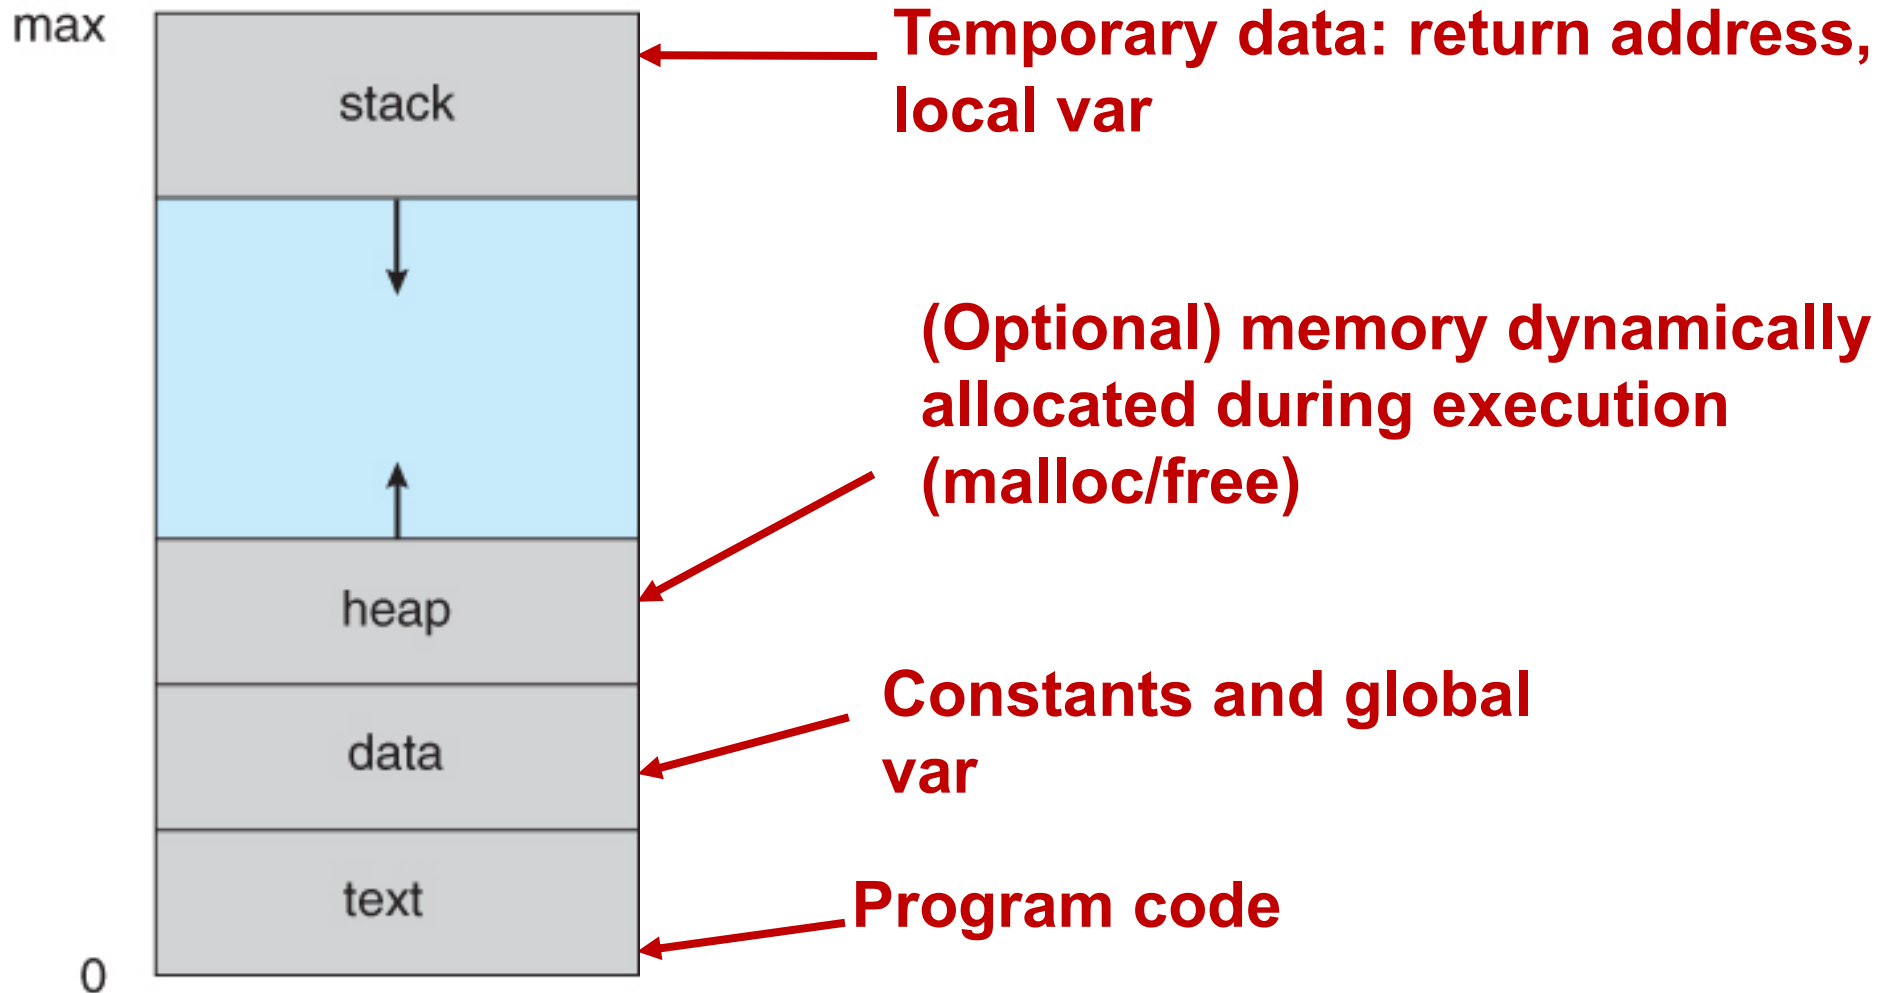 max
stack
Temporary data: return address,
local var
(Optional) memory dynamically
allocated during execution
(malloc/free)
heap
Constants and global
var
data
text
Program code
0